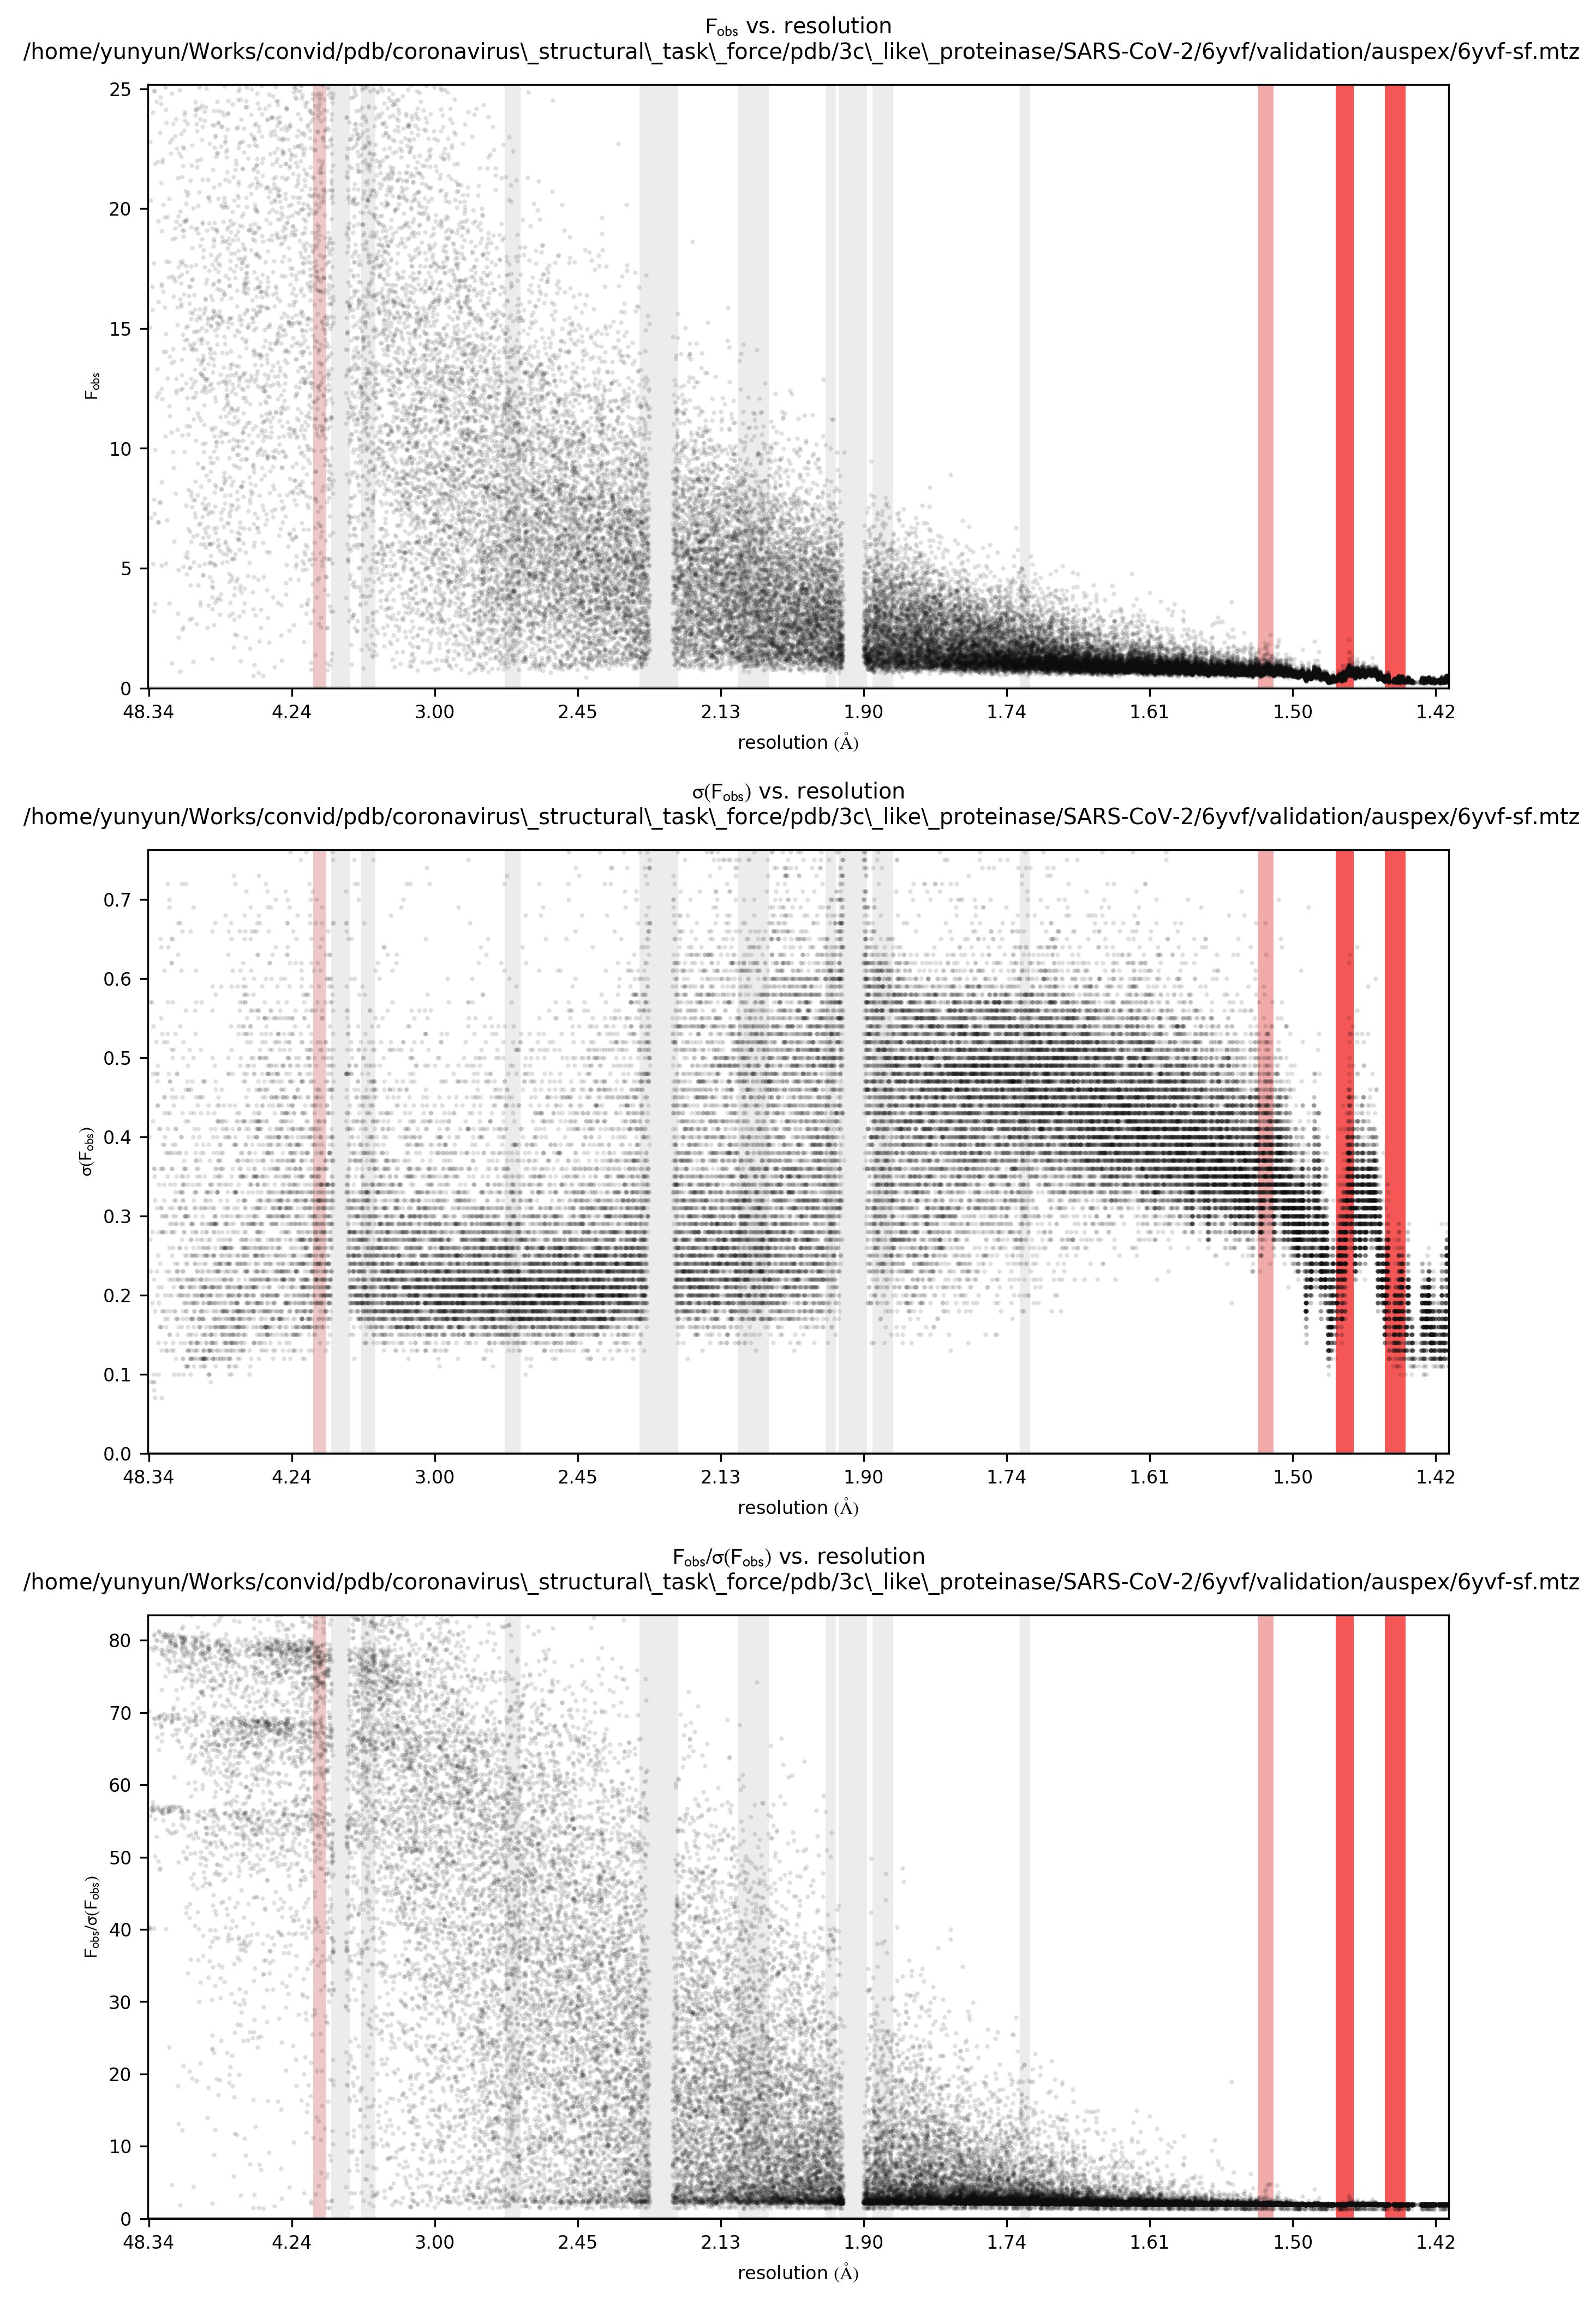 Fobs vs. resolution
/home/yunyun/Works/convid/pdb/coronavirus\_structural\_task\_force/pdb/3c\_like\_proteinase/SARS-CoV-2/6yvf/validation/auspex/6yvf-sf.mtz
25
20
15
10
5
0
Fobs
48.34 4.24 3.00 2.45 2.13 1.90 1.74 1.61 1.50 1.42
resolution (Å)
σ(Fobs) vs. resolution
/home/yunyun/Works/convid/pdb/coronavirus\_structural\_task\_force/pdb/3c\_like\_proteinase/SARS-CoV-2/6yvf/validation/auspex/6yvf-sf.mtz
0.7
0.6
0.5
0.4
0.3
0.2
0.1
0.0
σ(Fobs)
48.34 4.24 3.00 2.45 2.13 1.90 1.74 1.61 1.50 1.42
resolution (Å)
Fobs/σ(Fobs) vs. resolution
/home/yunyun/Works/convid/pdb/coronavirus\_structural\_task\_force/pdb/3c\_like\_proteinase/SARS-CoV-2/6yvf/validation/auspex/6yvf-sf.mtz
80
70
60
50
40
30
20
10
0
Fobs/σ(Fobs)
48.34 4.24 3.00 2.45 2.13 1.90 1.74 1.61 1.50 1.42
resolution (Å)